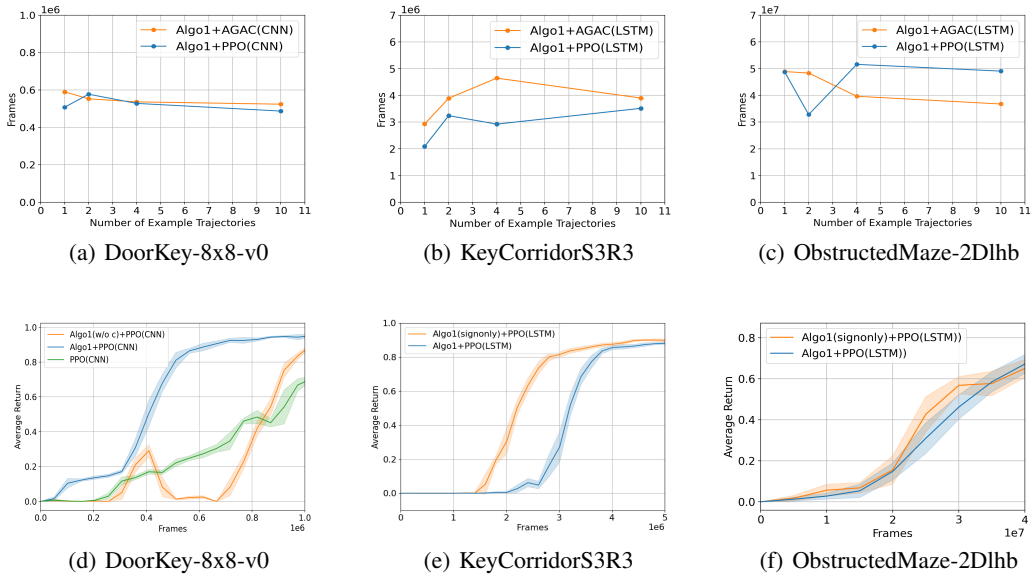 1e6
1.0
0.8
0.6
0.4
0.2
0.0
Frames
Algo1+AGAC(CNN)
Algo1+PPO(CNN)
0 1 2 3 4 5 6 7 8 9 10 11
Number of Example Trajectories
(a) DoorKey-8x8-v0
1e6
7
6
5
4
3
2
1
0
Frames
Algo1+AGAC(LSTM)
Algo1+PPO(LSTM)
0 1 2 3 4 5 6 7 8 9 10 11
Number of Example Trajectories
(b) KeyCorridorS3R3
1e7
7
6
5
4
3
2
1
0
Frames
Algo1+AGAC(LSTM)
Algo1+PPO(LSTM)
0 1 2 3 4 5 6 7 8 9 10 11
Number of Example Trajectories
(c) ObstructedMaze-2Dlhb
1.0
0.8
0.6
0.4
0.2
0.0
Average Return
Algo1(w/o c)+PPO(CNN)
Algo1+PPO(CNN)
PPO(CNN)
0.0 0.2 0.4 0.6 0.8 1.0
Frames
1e6
(d) DoorKey-8x8-v0
1.0
0.8
0.6
0.4
0.2
0.0
Average Return
Algo1(signonly)+PPO(LSTM)
Algo1+PPO(LSTM)
0 1 2 3 4 5
Frames
1e6
(e) KeyCorridorS3R3
0.8
0.6
0.4
0.2
0.0
Average Return
Algo1(signonly)+PPO(LSTM))
Algo1+PPO(LSTM))
0 1 2 3 4
Frames
1e7
(f) ObstructedMaze-2Dlhb